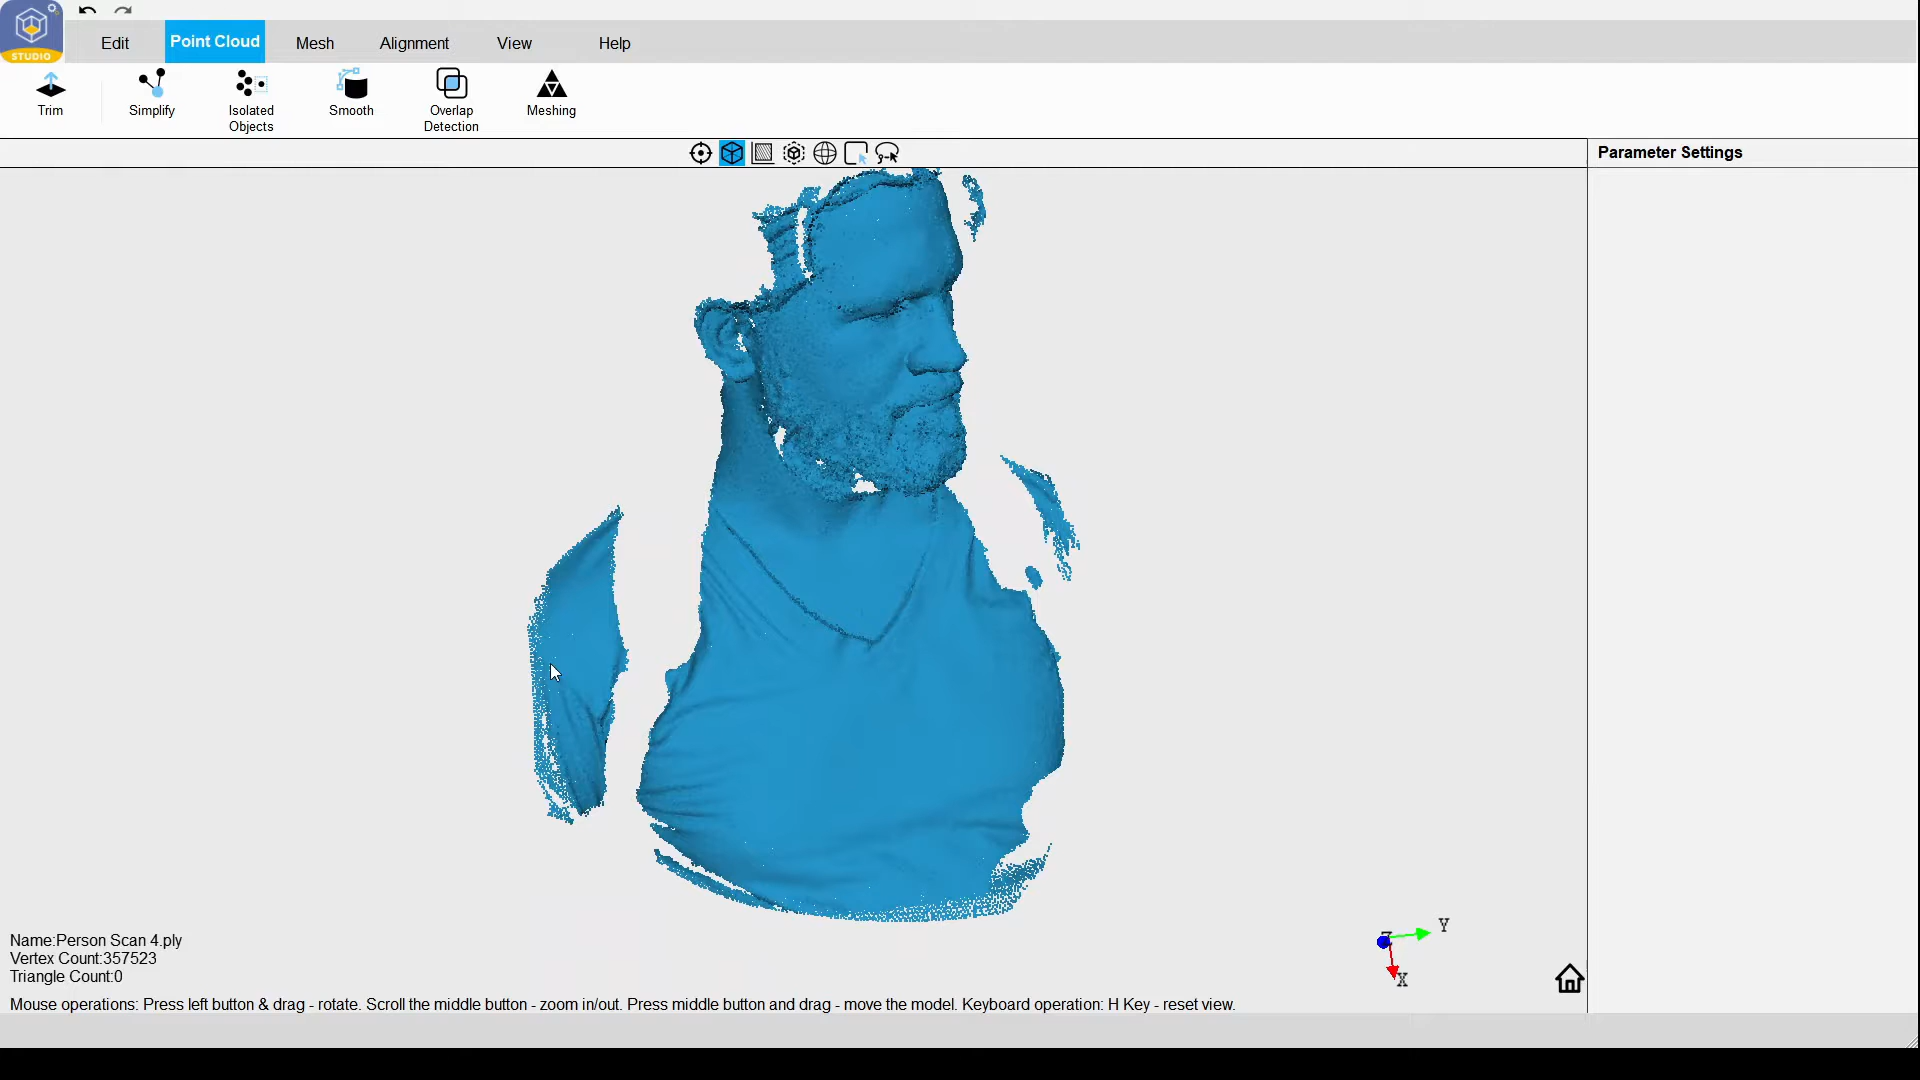 STUDIO
Edit
Point Cloud
Mesh
Alignment
View
Help
Trim
Simplify
Isolated
Objects
Smooth
Overlap
Detection
Meshing
Parameter Settings
Name:Person Scan 4.ply
Vertex Count:357523
Triangle Count:0
Z
Y
X
Mouse operations: Press left button & drag - rotate. Scroll the middle button - zoom in/out. Press middle button and drag - move the model. Keyboard operation: H Key - reset view.